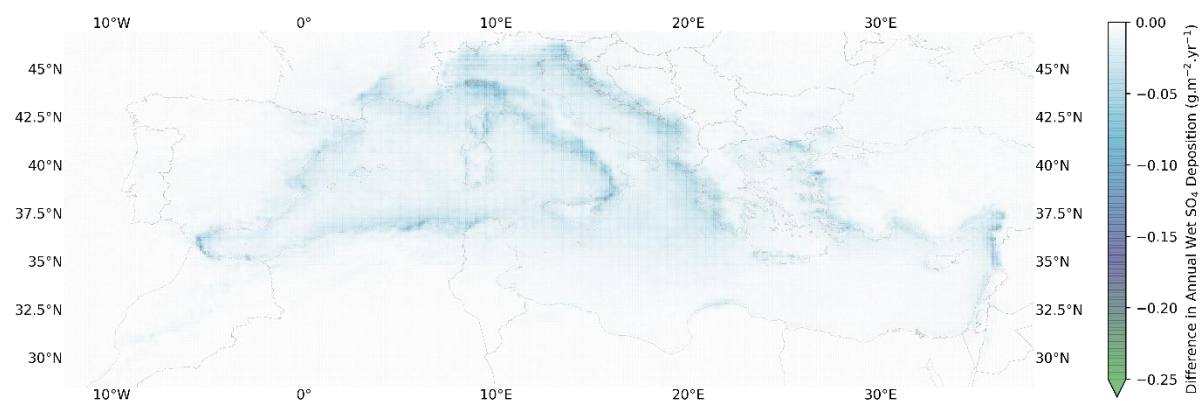 10°W 0° 10°E 20°E 30°E
45°N 45°N
42.5°N 42.5°N
40°N 40°N
37.5°N 37.5°N
35°N 35°N
32.5°N 32.5°N
30°N 30°N
10°W 0° 10°E 20°E 30°E
0.00
−0.05
−0.10
−0.15
−0.20
−0.25
Difference in Annual Wet SO₄ Deposition (g.m⁻².yr⁻¹)